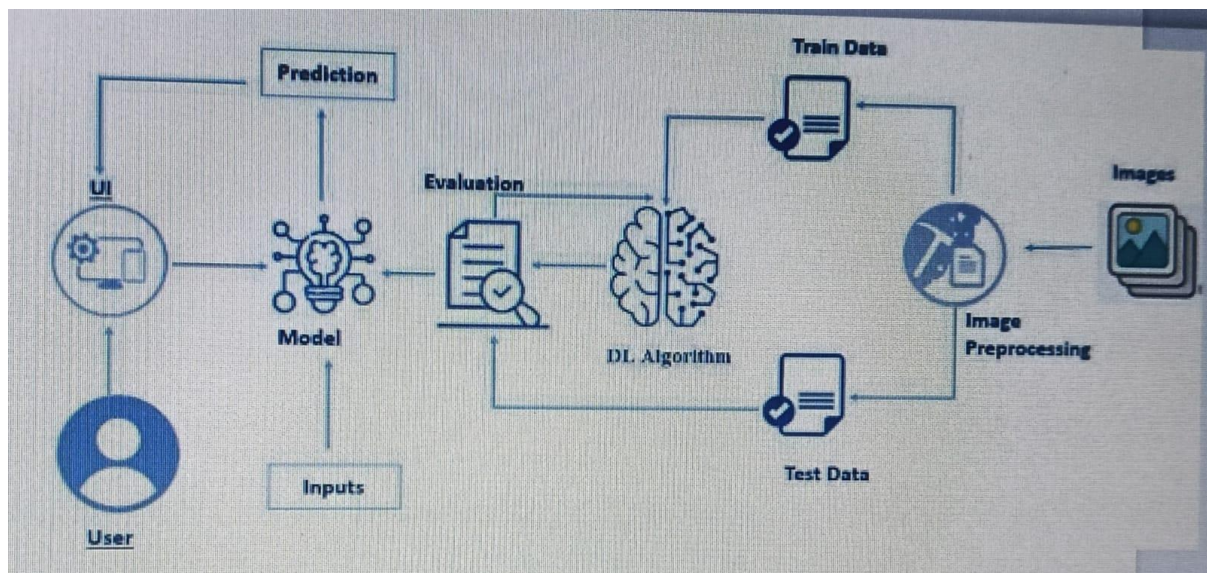 Train Data
Prediction
Images
Evaluation
UI
Image
Preprocessing
Model
DL Algorithm
Test Data
Inputs
User